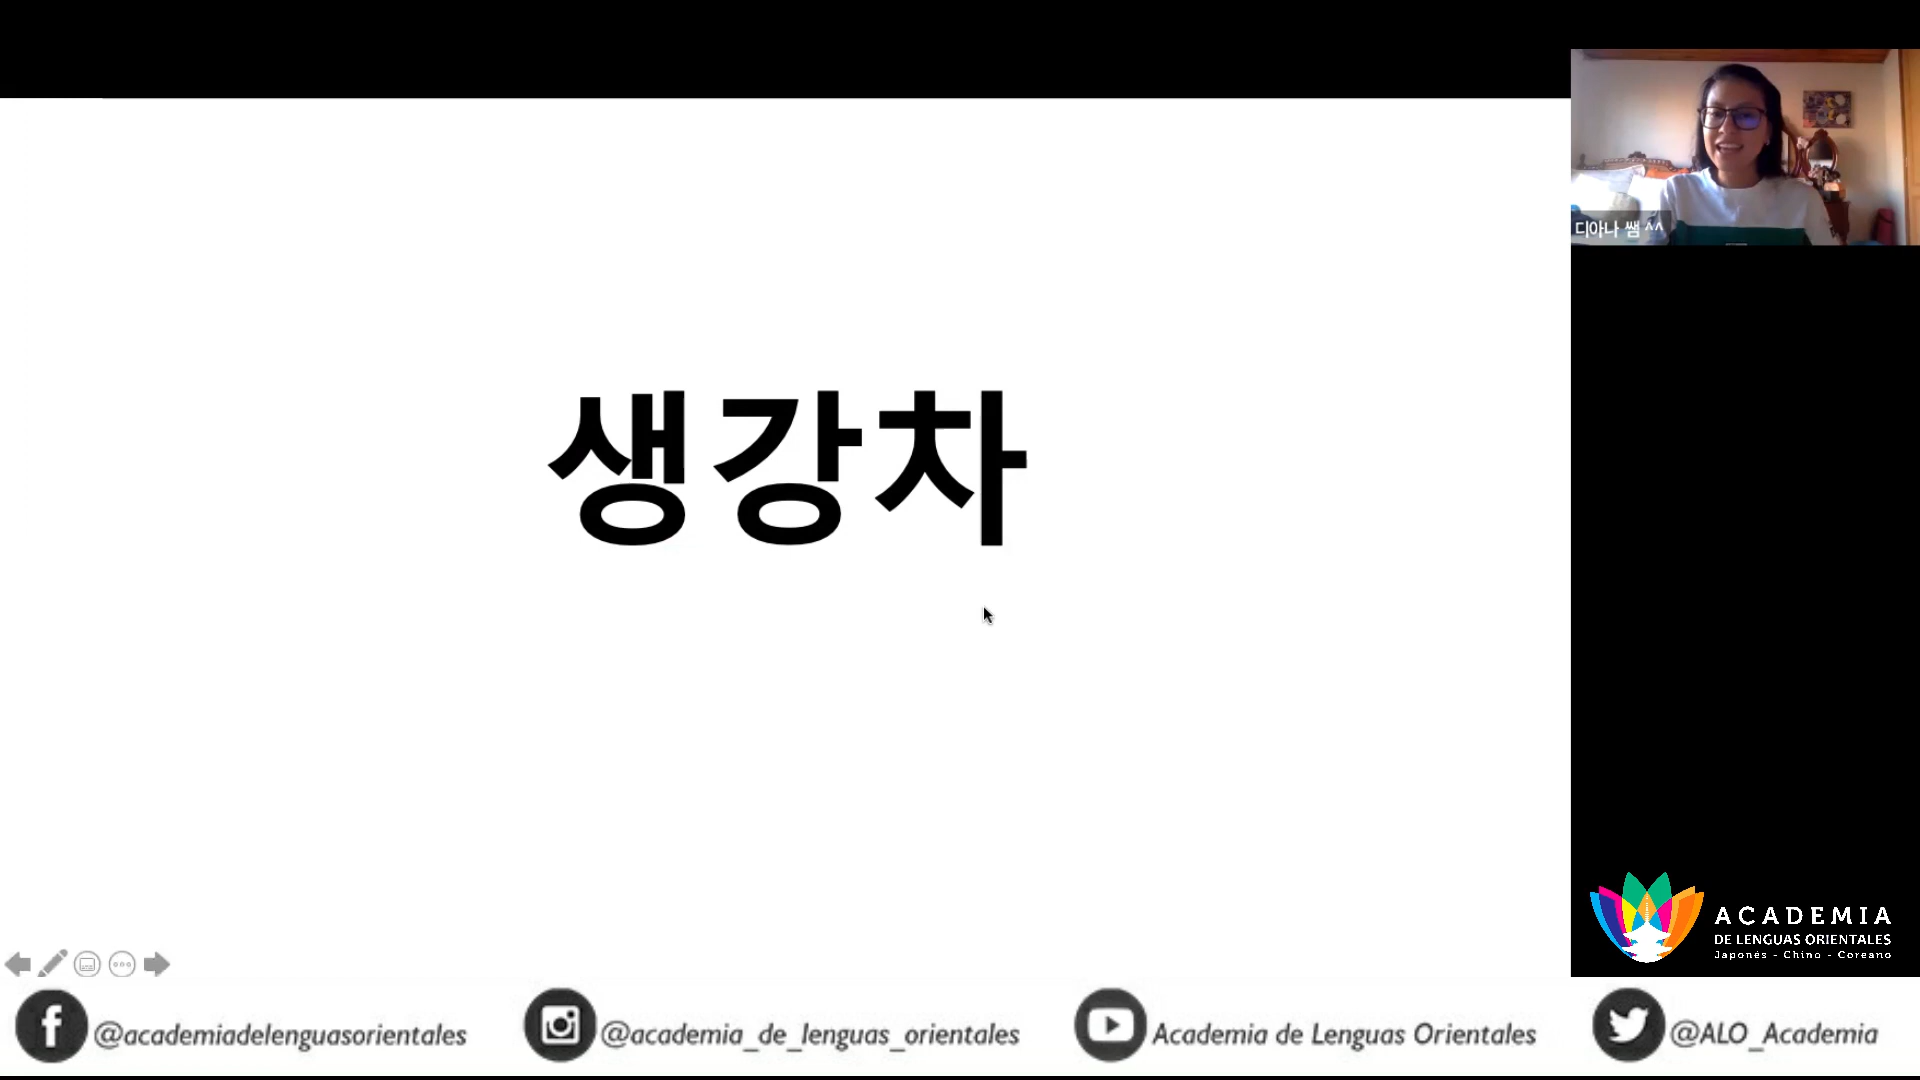 디아나 쌤 ^^
생강차
ACADEMIA
DE LENGUAS ORIENTALES
Japonés - Chino - Coreano
@academiadelenguasorientales
@academia_de_lenguas_orientales
Academia de Lenguas Orientales
@ALO_Academia